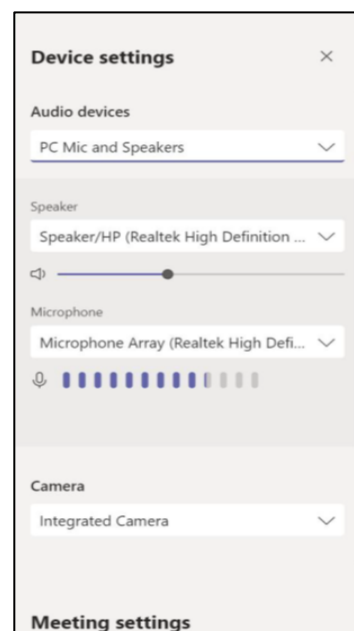 Device settings
Audio devices
PC Mic and Speakers
Speaker
Speaker/HP (Realtek High Definition ...
Microphone
Microphone Array (Realtek High Defi...
Camera
Integrated Camera
Meeting settings